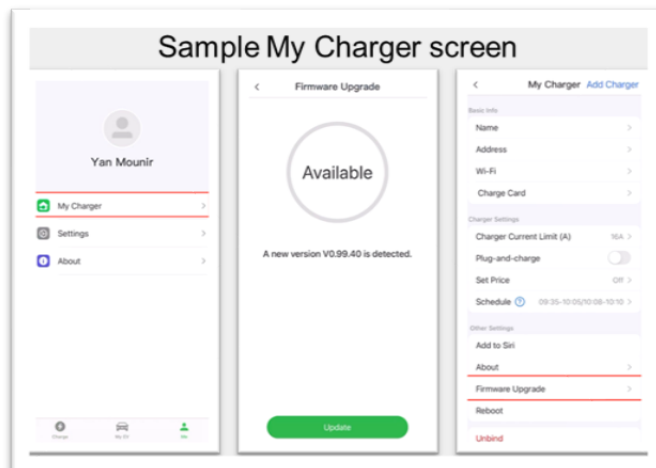 Sample My Charger screen
Yan Mounir
My Charger
Settings
About
Charge
My EV
Me
Firmware Upgrade
Available
A new version V0.99.40 is detected.
Update
My Charger Add Charger
Basic Info
Name
Address
Wi-Fi
Charge Card
Charger Settings
Charger Current Limit (A) 16A
Plug-and-charge
Set Price Off
Schedule 09:35-10:05/10:08-10:10
Other Settings
Add to Siri
About
Firmware Upgrade
Reboot
Unbind